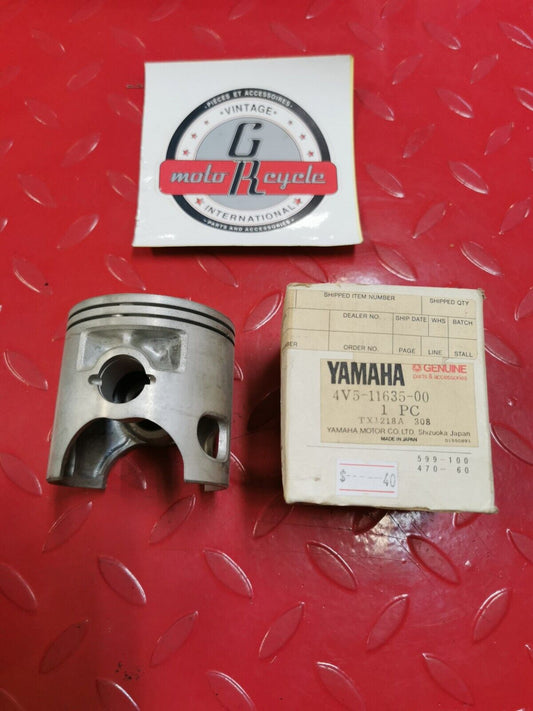 PIÈCES ET ACCESSOIRES
VINTAGE
G
moto R cycle
INTERNATIONAL
PARTS AND ACCESSORIES
SHIPPED ITEM NUMBER SHIPPED QTY
DEALER NO. SHIP DATE WHS BATCH
ORDER NO. PAGE LINE STALL
YAMAHA GENUINE
parts & accessories
4V5-11635-00
1 PC
TX1218A 308
YAMAHA MOTOR CO.,LTD. Shizuoka Japan
MADE IN JAPAN
599-100
470- 60
$-----40